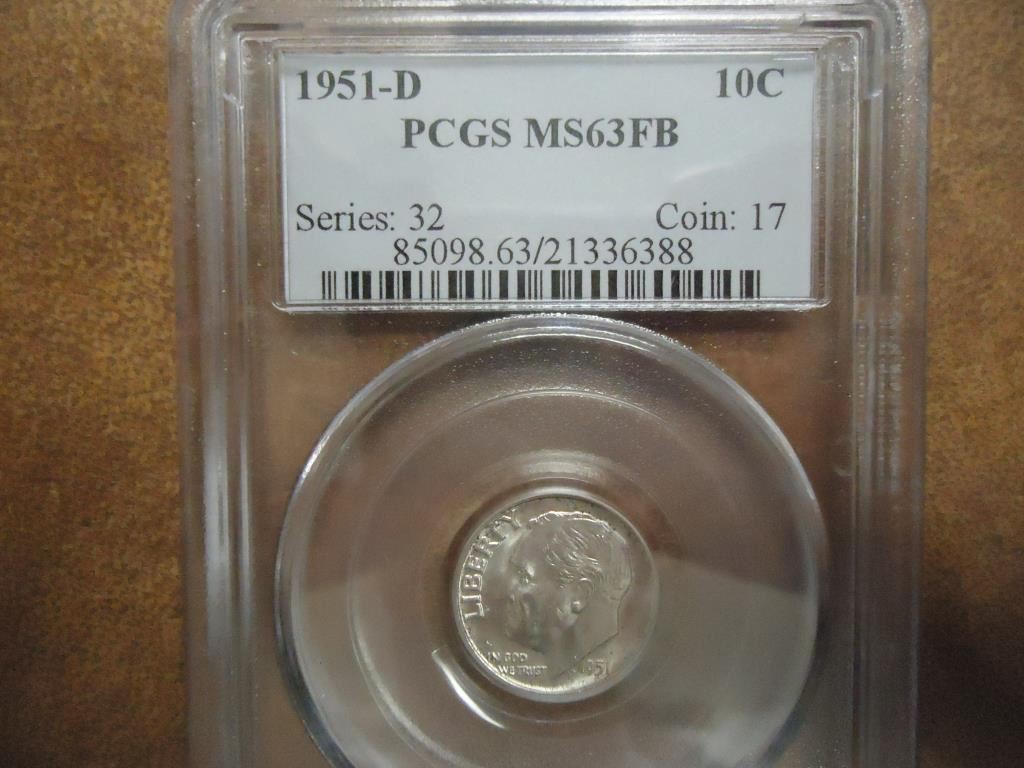 1951-D 10C
PCGS MS63FB
Series: 32 Coin: 17
85098.63/21336388
LIBERTY
IN GOD
WE TRUST
1951